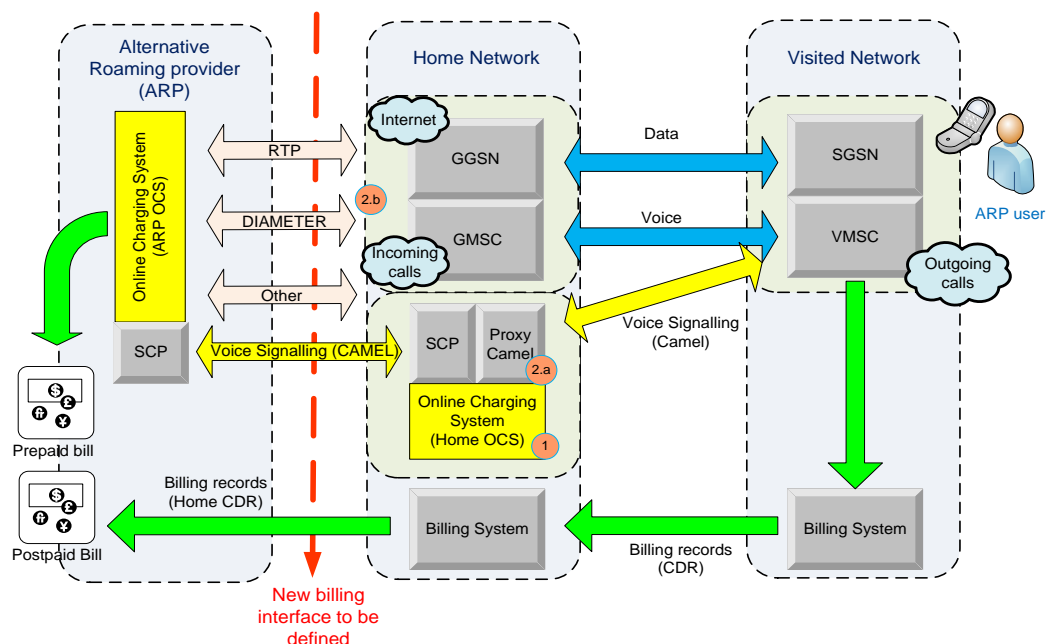 Alternative
Roaming provider
(ARP)
Home Network
Visited Network
Online Charging System
(ARP OCS)
SCP
RTP
DIAMETER
Other
Voice Signalling (CAMEL)
Internet
GGSN
2.b
GMSC
Incoming
calls
SCP
Proxy
Camel
2.a
Online Charging
System
(Home OCS)
1
Data
Voice
Voice Signalling
(Camel)
SGSN
VMSC
Outgoing
calls
ARP user
$
£
¥
Prepaid bill
$
£
¥
Postpaid Bill
Billing records
(Home CDR)
Billing System
Billing records
(CDR)
Billing System
New billing
interface to be
defined